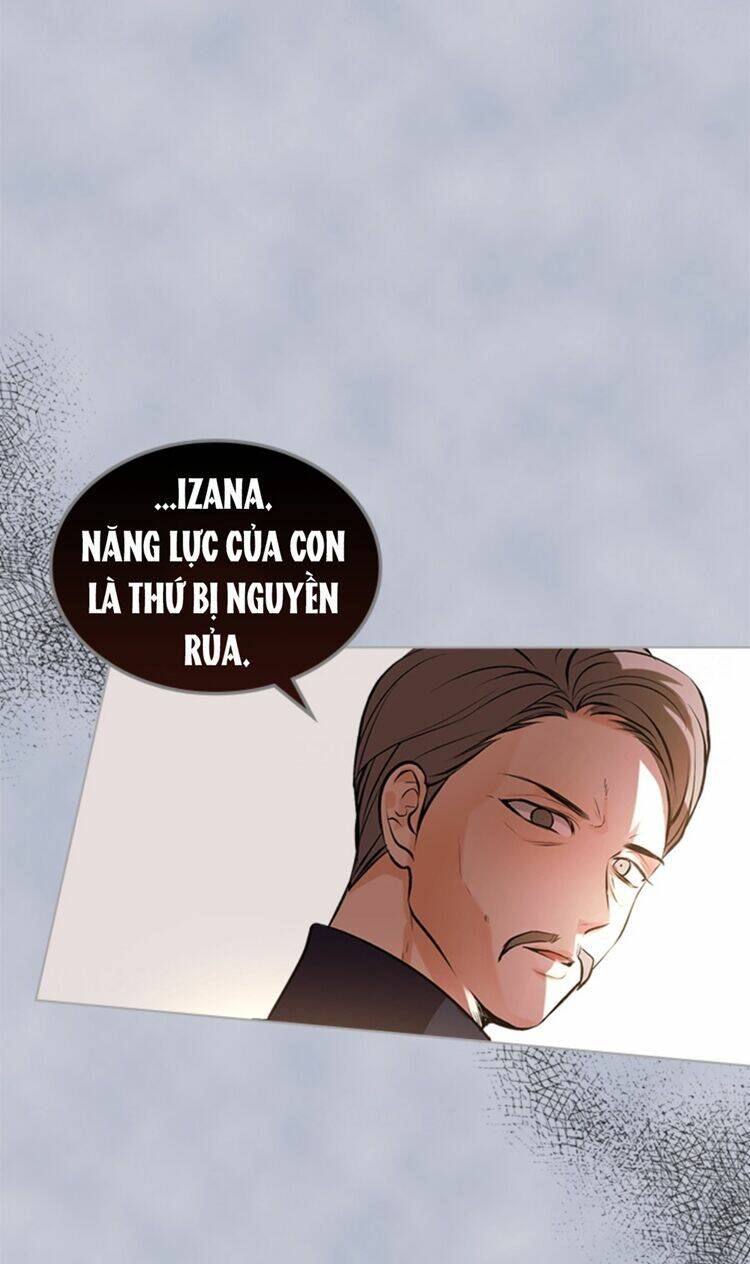 ...IZANA.
NĂNG LỰC CỦA CON
LÀ THỨ BỊ NGUYỀN
RỦA.